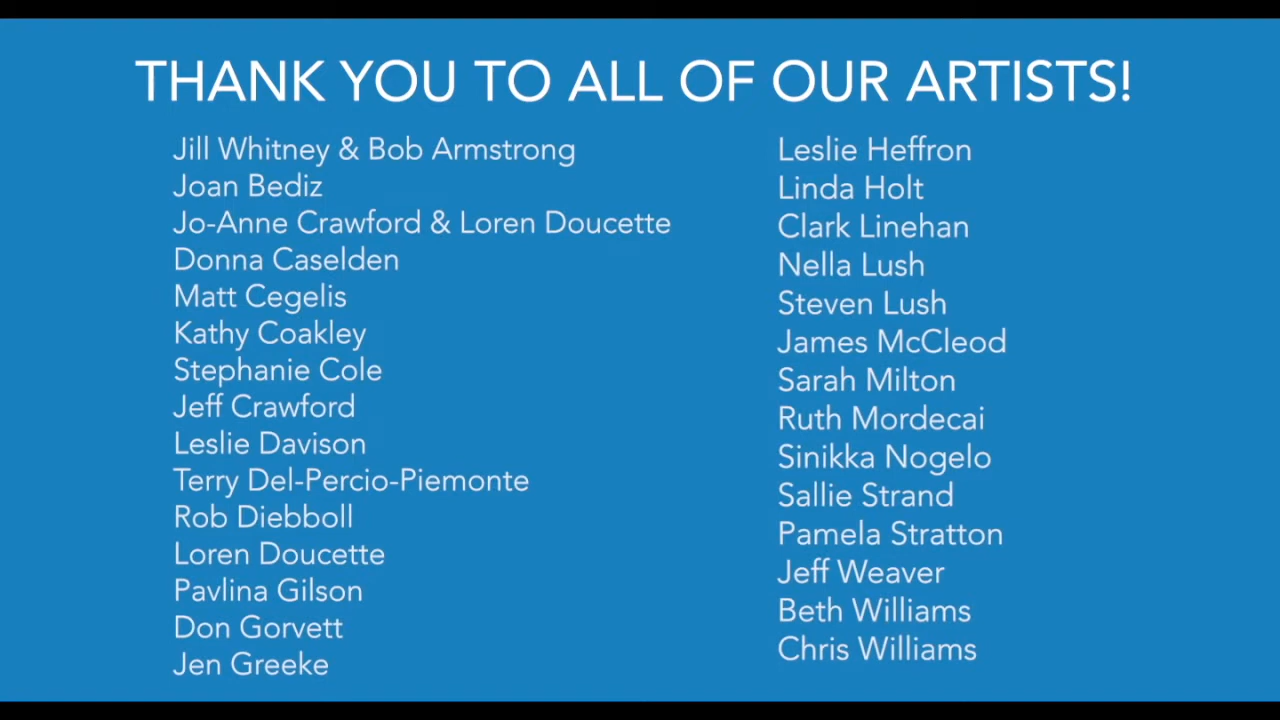 THANK YOU TO ALL OF OUR ARTISTS!
Jill Whitney & Bob Armstrong
Joan Bediz
Jo-Anne Crawford & Loren Doucette
Donna Caselden
Matt Cegelis
Kathy Coakley
Stephanie Cole
Jeff Crawford
Leslie Davison
Terry Del-Percio-Piemonte
Rob Diebboll
Loren Doucette
Pavlina Gilson
Don Gorvett
Jen Greeke
Leslie Heffron
Linda Holt
Clark Linehan
Nella Lush
Steven Lush
James McCleod
Sarah Milton
Ruth Mordecai
Sinikka Nogelo
Sallie Strand
Pamela Stratton
Jeff Weaver
Beth Williams
Chris Williams